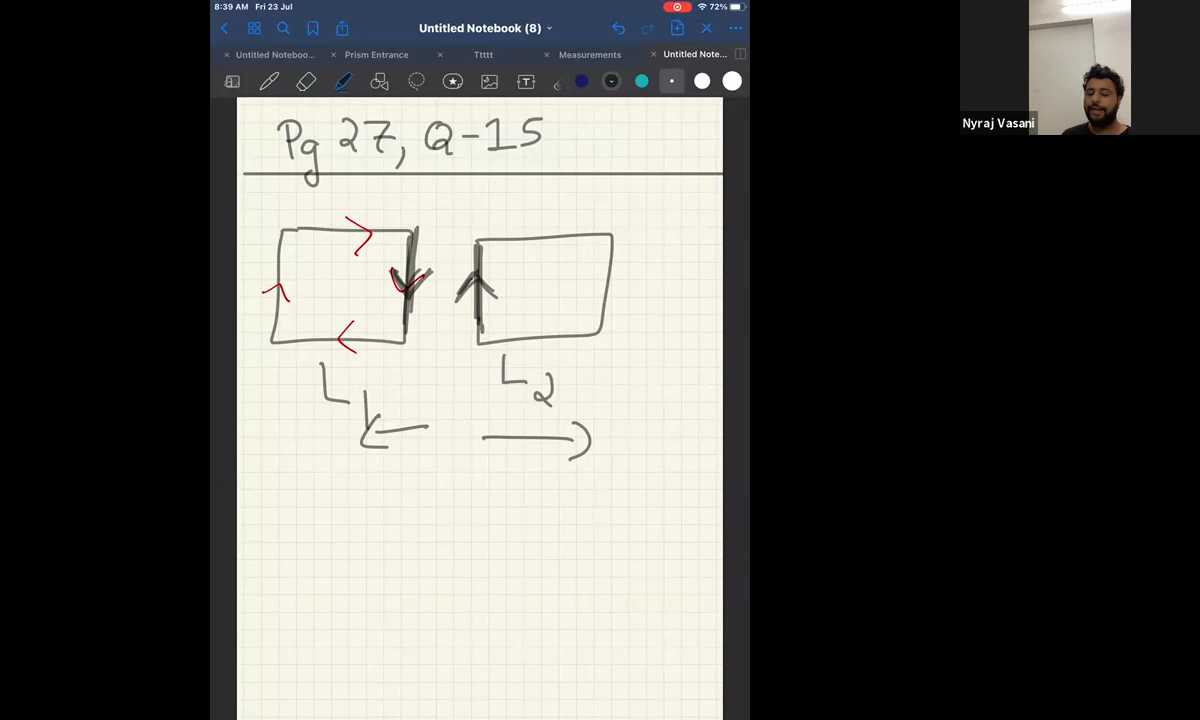 8:39 AM Fri 23 Jul
72%
Untitled Notebook (8)
Untitled Noteboo...
Prism Entrance
Ttttt
Measurements
Untitled Note...
Nyraj Vasani
Pg 27, Q-15
L1
L2